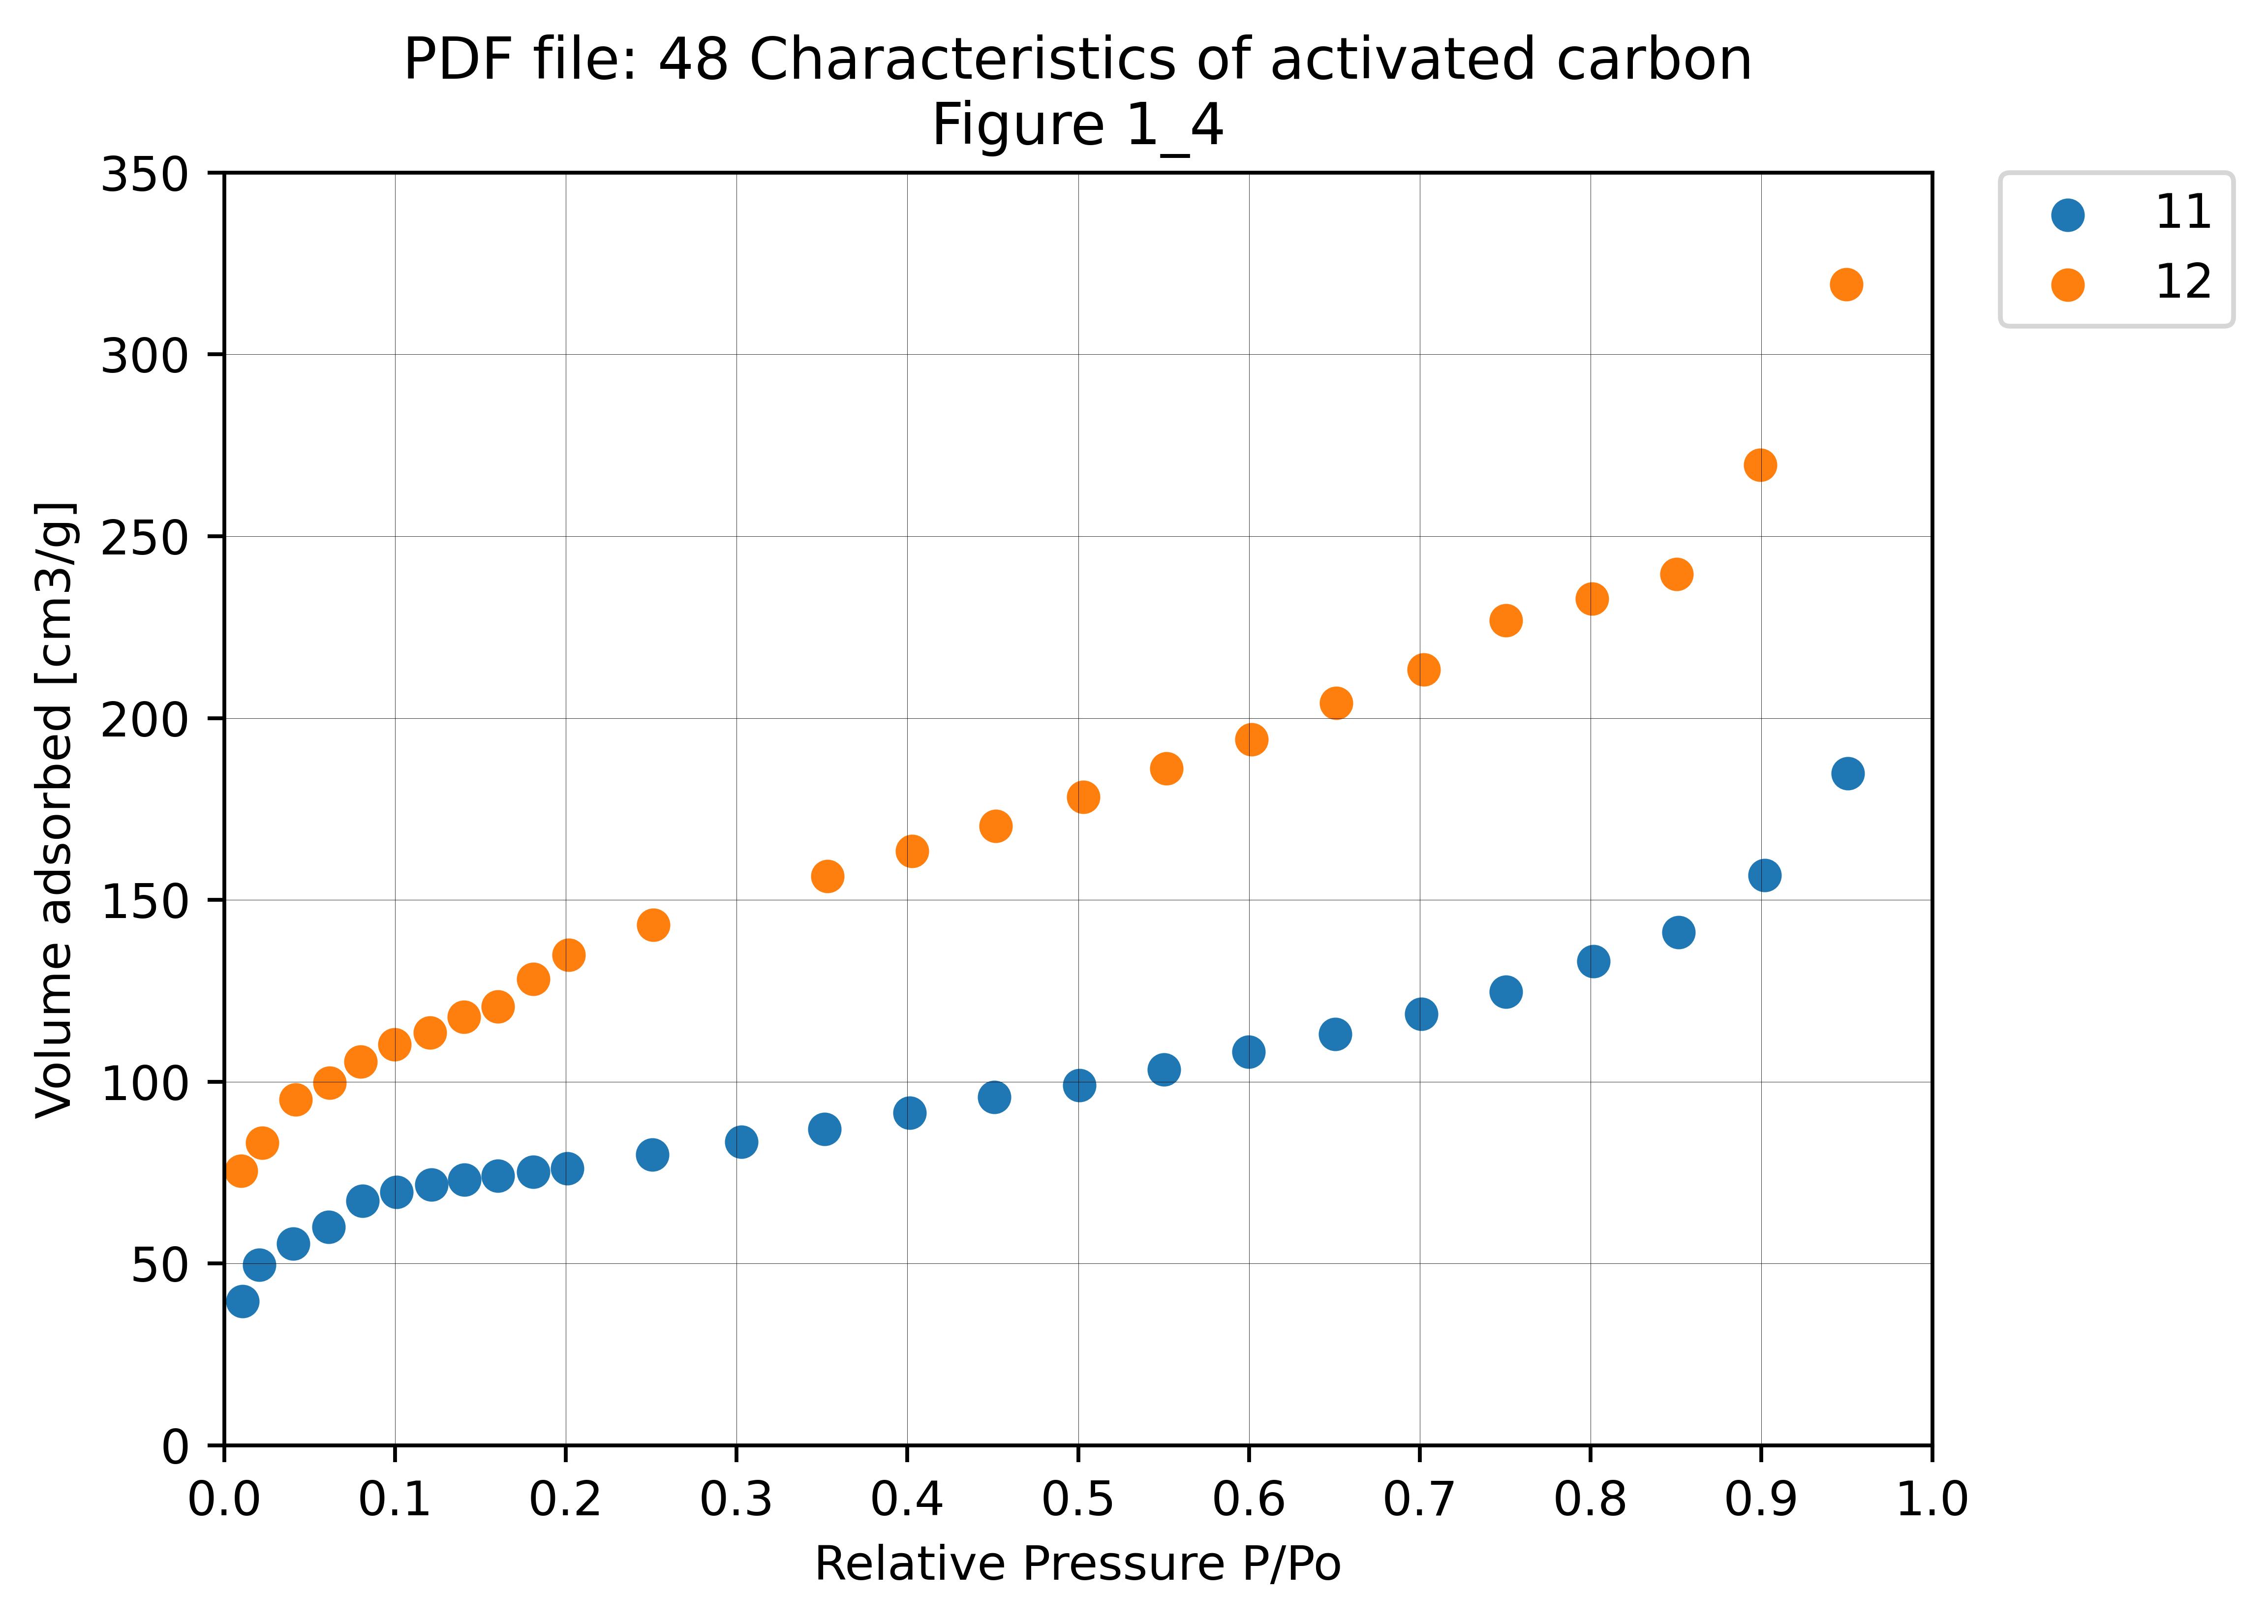 PDF file: 48 Characteristics of activated carbon
Figure 1_4
350
300
250
200
150
100
50
0
Volume adsorbed [cm3/g]
0.0 0.1 0.2 0.3 0.4 0.5 0.6 0.7 0.8 0.9 1.0
Relative Pressure P/Po
11
12